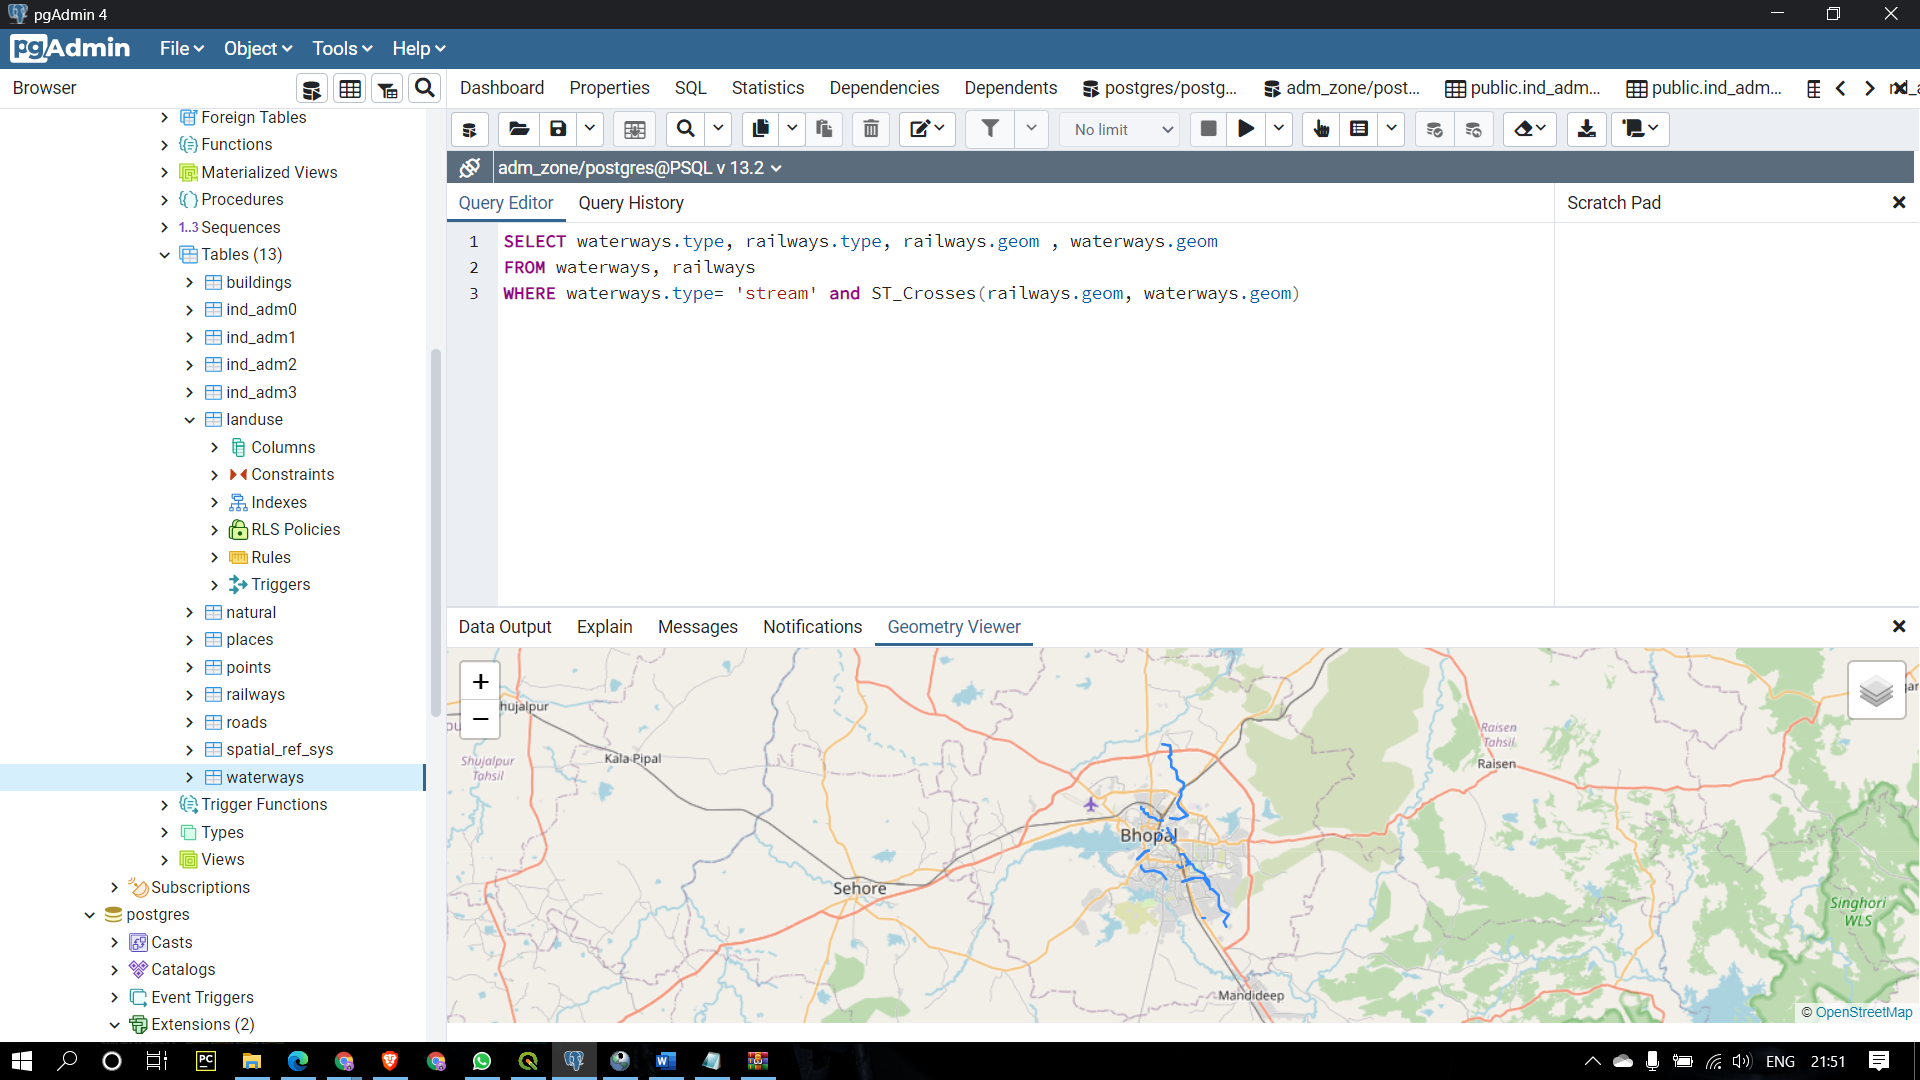 pgAdmin 4
pgAdmin File Object Tools Help
Browser
Dashboard Properties SQL Statistics Dependencies Dependents postgres/postg... adm_zone/post... public.ind_adm... public.ind_adm...
No limit
adm_zone/postgres@PSQL v 13.2
Query Editor Query History
Scratch Pad
1 SELECT waterways.type, railways.type, railways.geom , waterways.geom
2 FROM waterways, railways
3 WHERE waterways.type= 'stream' and ST_Crosses(railways.geom, waterways.geom)
Foreign Tables
Functions
Materialized Views
Procedures
1..3 Sequences
Tables (13)
buildings
ind_adm0
ind_adm1
ind_adm2
ind_adm3
landuse
Columns
Constraints
Indexes
RLS Policies
Rules
Triggers
natural
places
points
railways
roads
spatial_ref_sys
waterways
Trigger Functions
Types
Views
Subscriptions
postgres
Casts
Catalogs
Event Triggers
Extensions (2)
Data Output Explain Messages Notifications Geometry Viewer
+
−
hujalpur
Shujalpur
Tahsil
Kala Pipal
Raisen
Tahsil
Raisen
Bhopal
Sehore
Singhori
WLS
Mandideep
© OpenStreetMap
PC
ENG 21:51